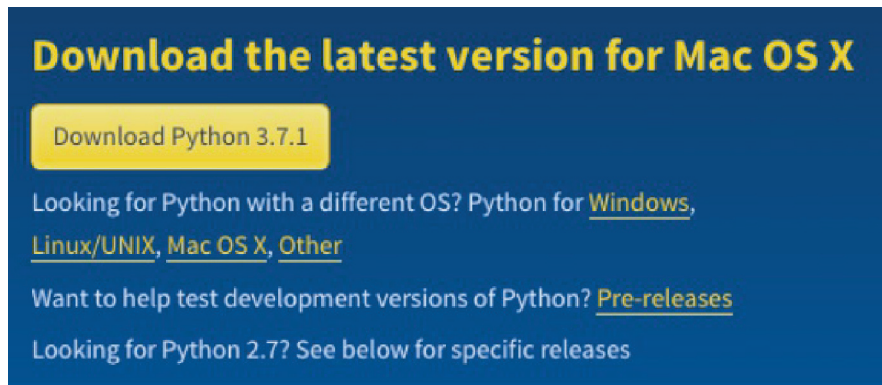 Download the latest version for Mac OS X
Download Python 3.7.1
Looking for Python with a different OS? Python for Windows,
Linux/UNIX, Mac OS X, Other
Want to help test development versions of Python? Pre-releases
Looking for Python 2.7? See below for specific releases